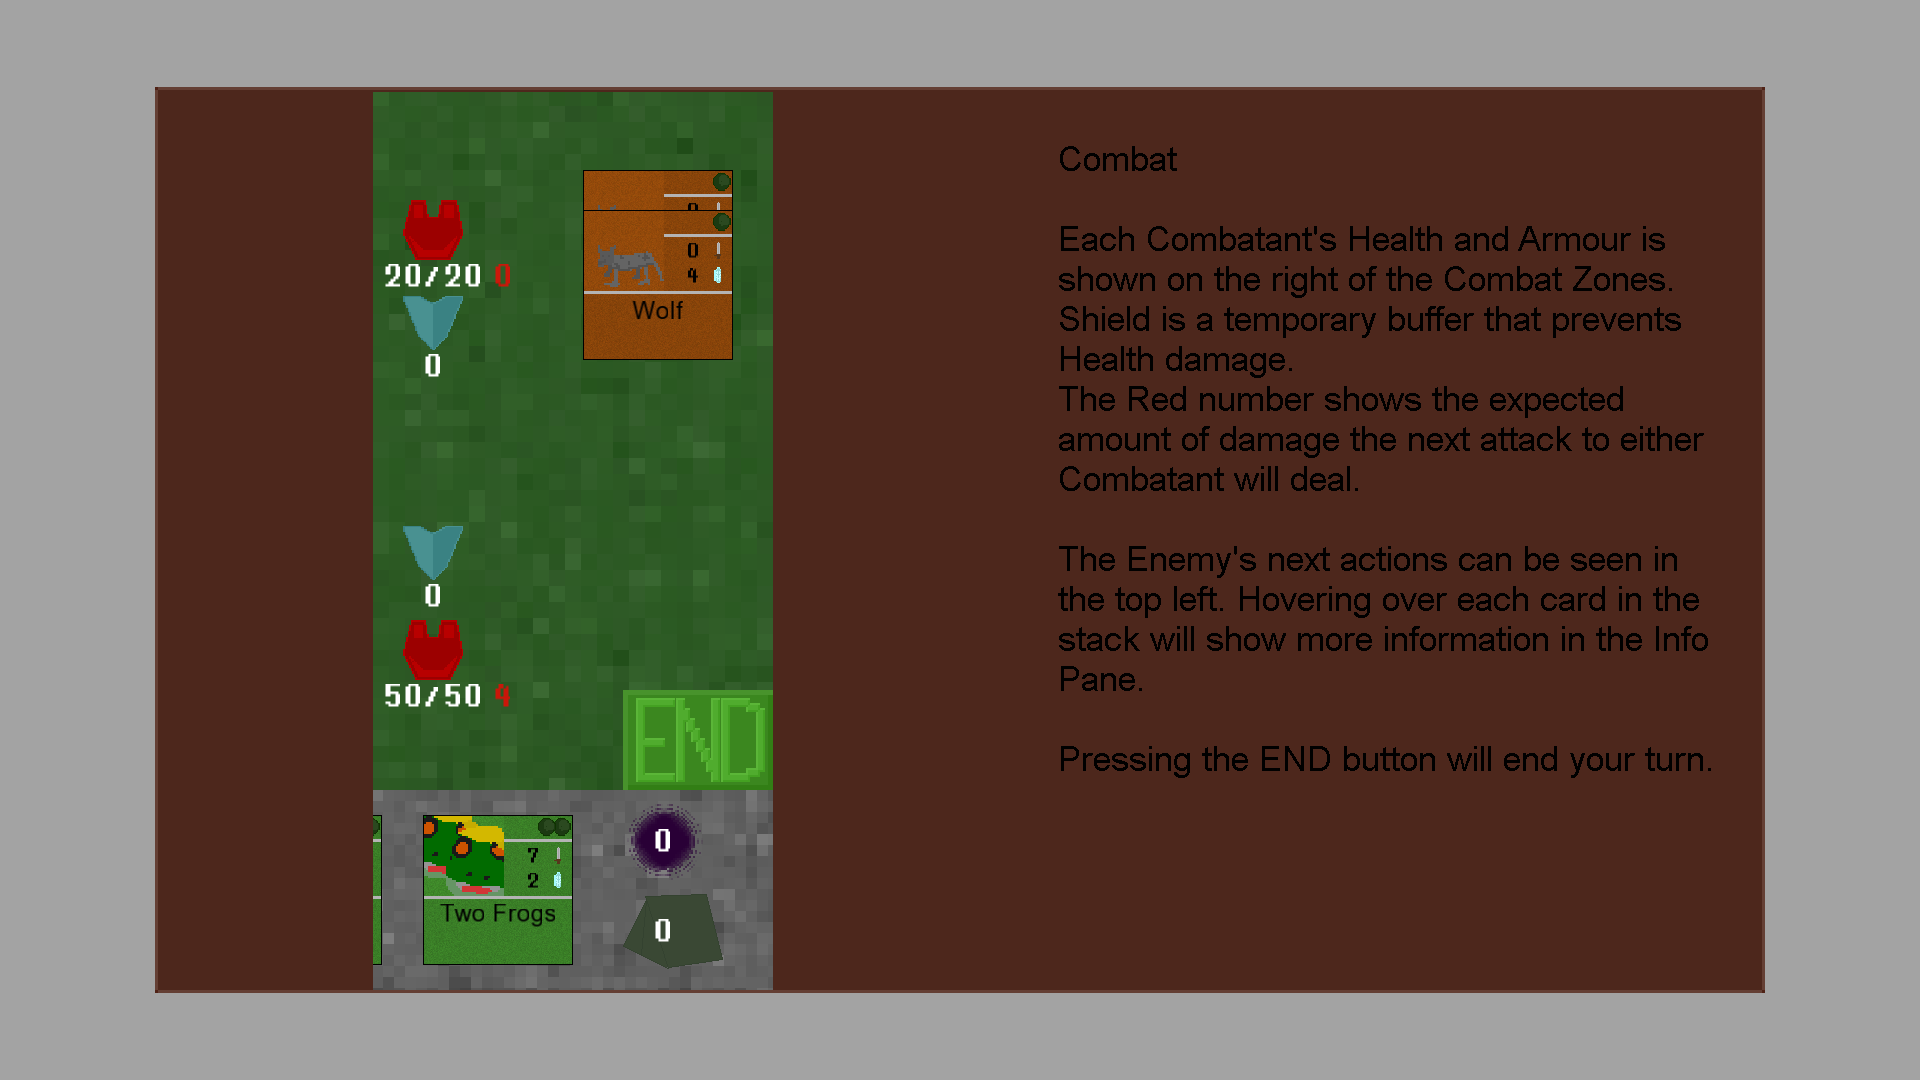 0
0
4
Wolf
20/20 0
0
0
50/50 4
END
7
2
Two Frogs
0
0
Combat
Each Combatant's Health and Armour is
shown on the right of the Combat Zones.
Shield is a temporary buffer that prevents
Health damage.
The Red number shows the expected
amount of damage the next attack to either
Combatant will deal.
The Enemy's next actions can be seen in
the top left. Hovering over each card in the
stack will show more information in the Info
Pane.
Pressing the END button will end your turn.